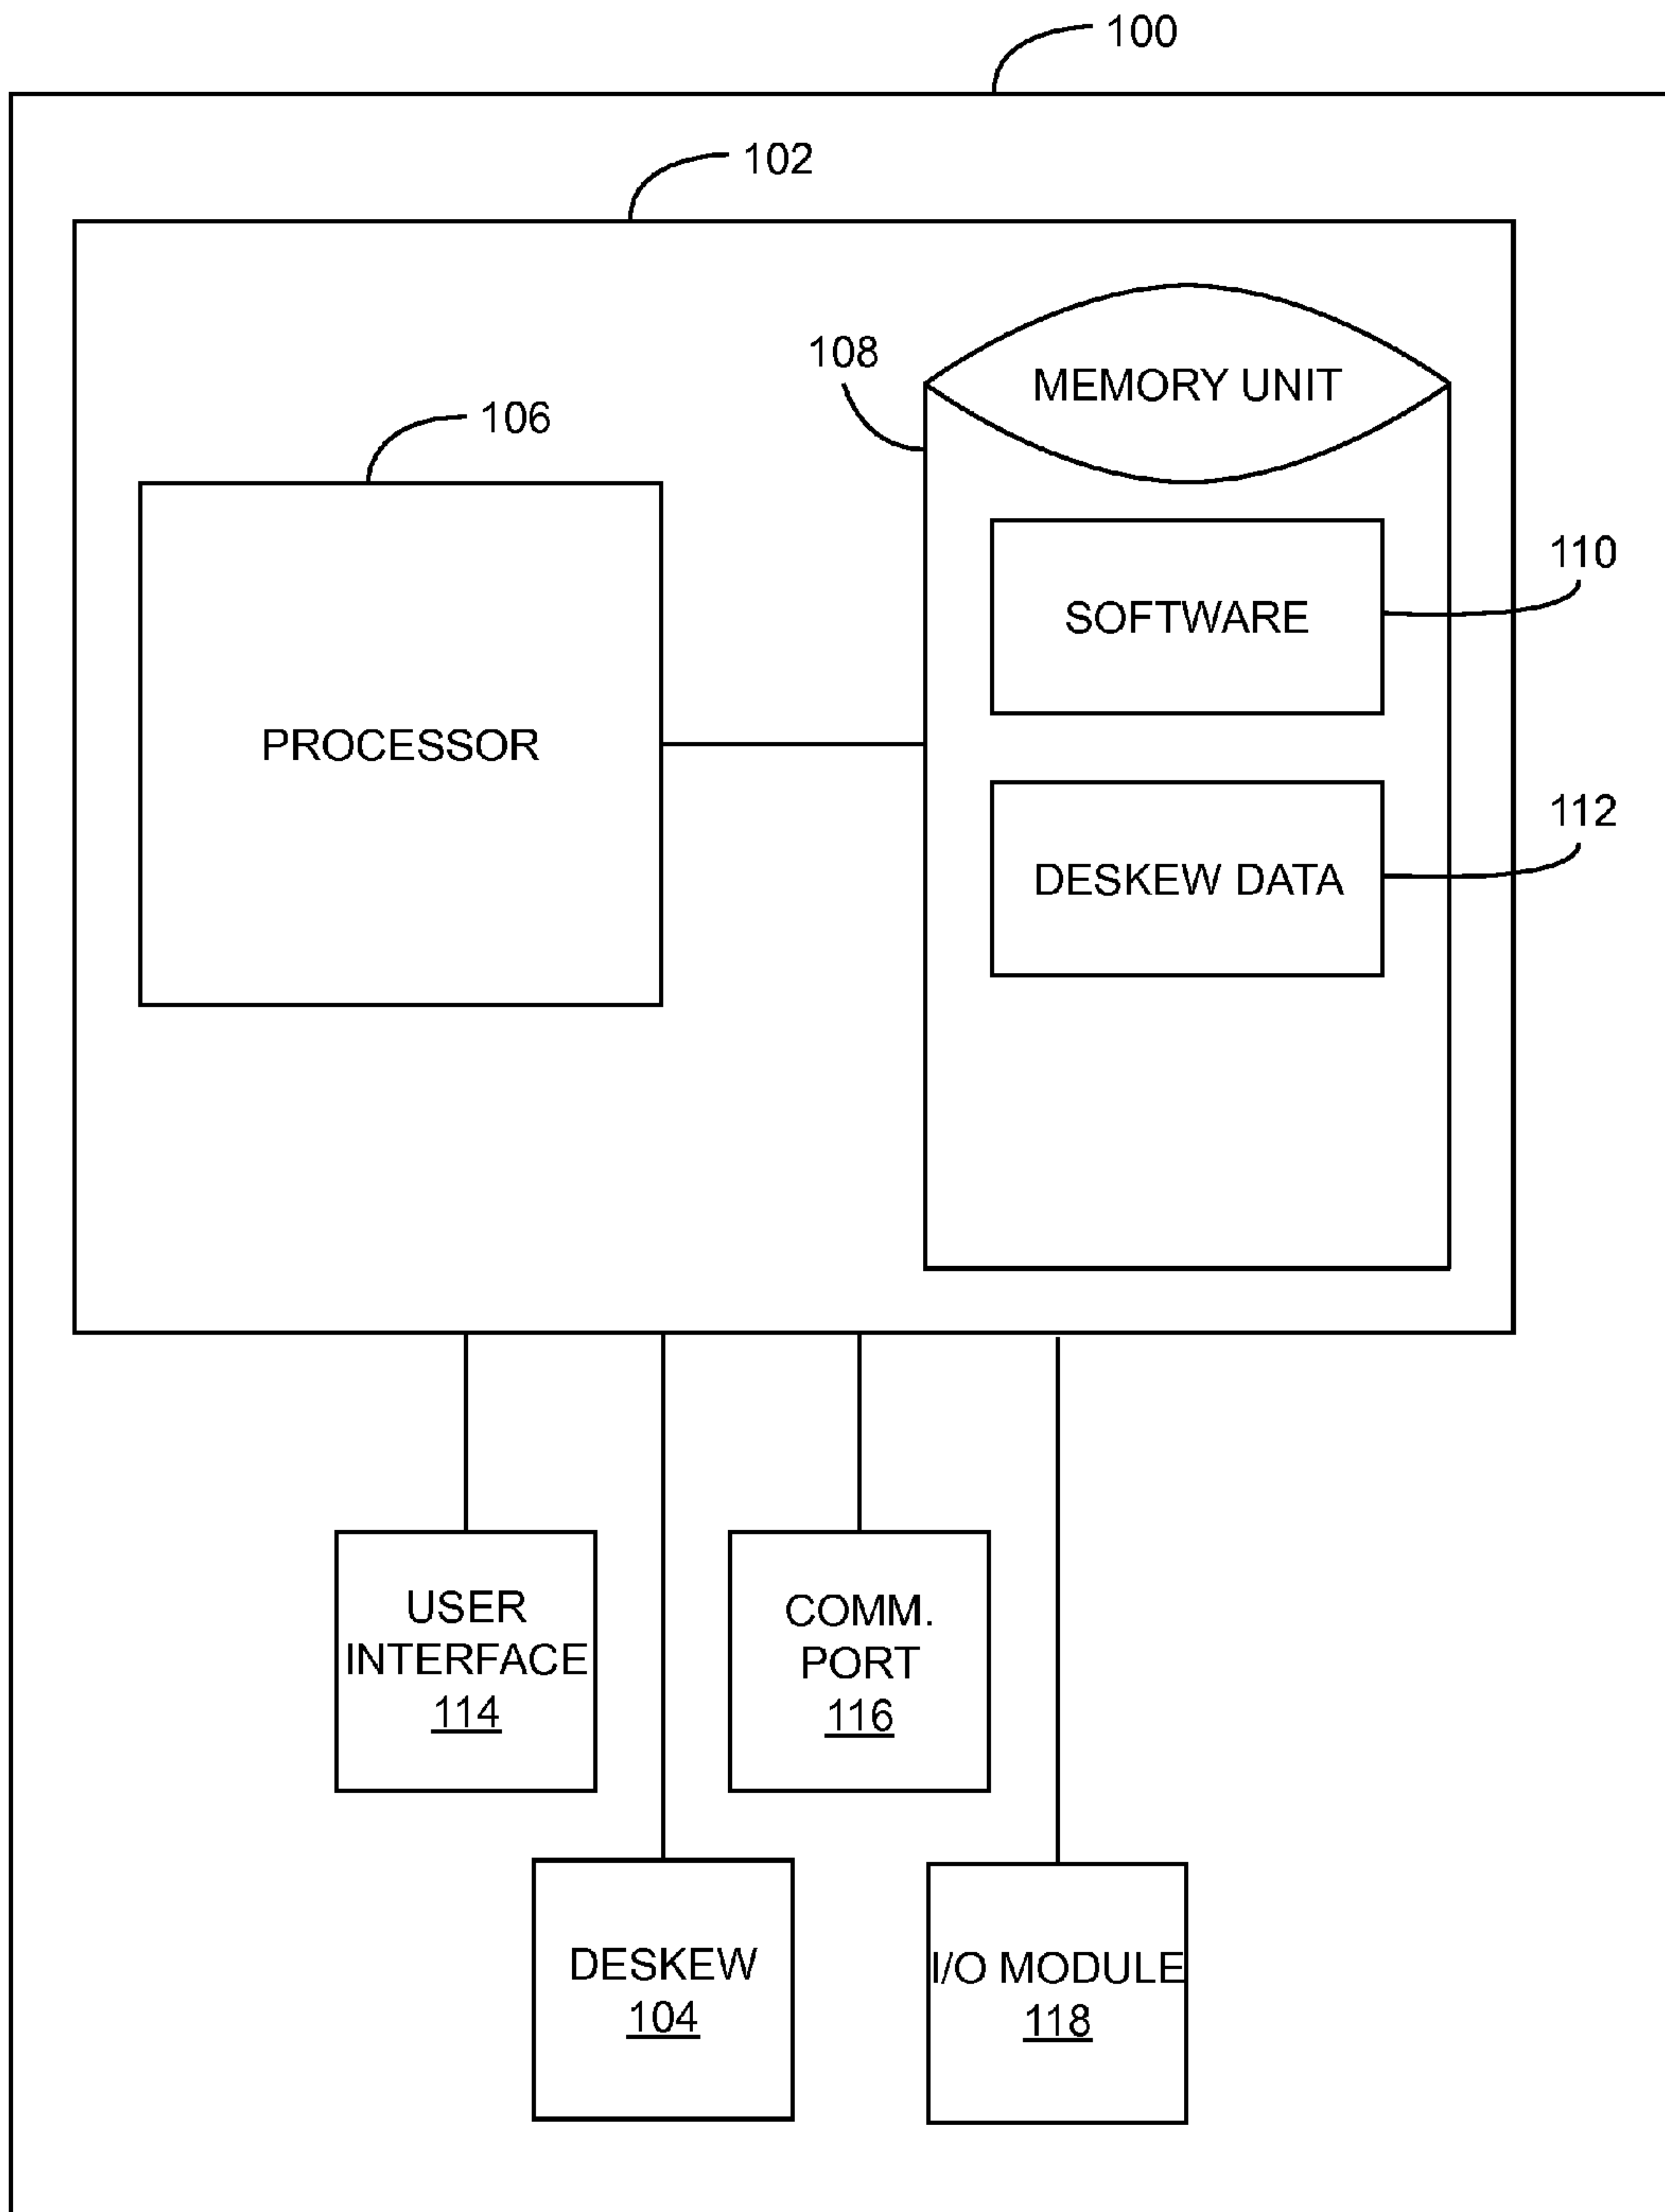 100
102
108
MEMORY UNIT
106
110
SOFTWARE
PROCESSOR
112
DESKEW DATA
USER
INTERFACE
114
COMM.
PORT
116
DESKEW
104
I/O MODULE
118